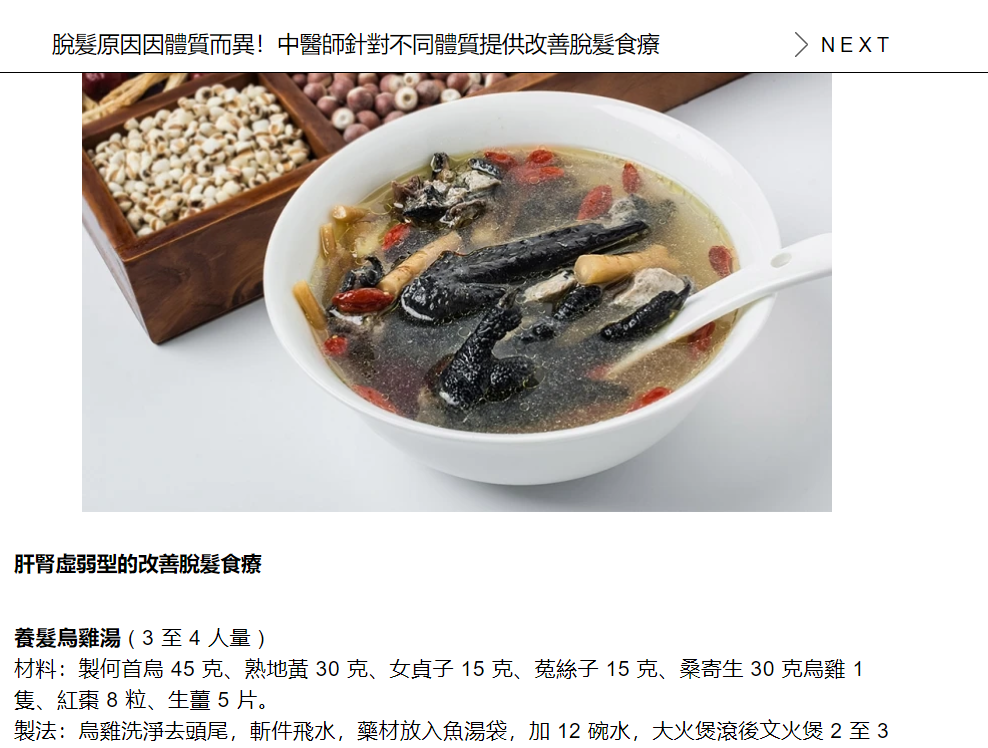 脫髮原因因體質而異！中醫師針對不同體質提供改善脫髮食療
NEXT
肝腎虛弱型的改善脫髮食療
養髮烏雞湯（3 至 4 人量）
材料：製何首烏 45 克、熟地黃 30 克、女貞子 15 克、菟絲子 15 克、桑寄生 30 克烏雞 1
隻、紅棗 8 粒、生薑 5 片。
製法：烏雞洗淨去頭尾，斬件飛水，藥材放入魚湯袋，加 12 碗水，大火煲滾後文火煲 2 至 3